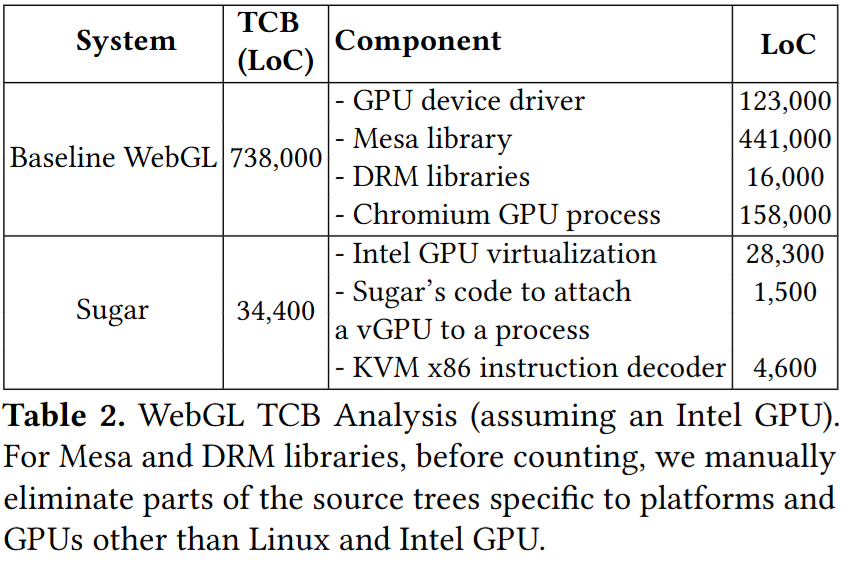 System TCB (LoC) Component LoC
Baseline WebGL 738,000
- GPU device driver 123,000
- Mesa library 441,000
- DRM libraries 16,000
- Chromium GPU process 158,000
Sugar 34,400
- Intel GPU virtualization 28,300
- Sugar's code to attach 1,500
a vGPU to a process
- KVM x86 instruction decoder 4,600
Table 2. WebGL TCB Analysis (assuming an Intel GPU).
For Mesa and DRM libraries, before counting, we manually
eliminate parts of the source trees specific to platforms and
GPUs other than Linux and Intel GPU.